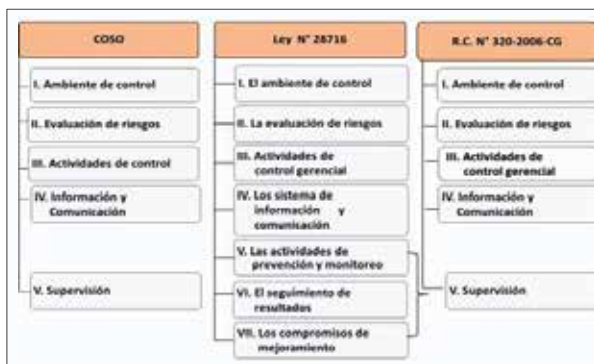 COSO
I. Ambiente de control
II. Evaluación de riesgos
III. Actividades de control
IV. Información y
Comunicación
V. Supervisión
Ley N° 28716
I. El ambiente de control
II. La evaluación de riesgos
III. Actividades de
control gerencial
IV. Los sistema de
información y
comunicación
V. Las actividades de
prevención y monitoreo
VI. El seguimiento de
resultados
VII. Los compromisos de
mejoramiento
R.C. N° 320-2006-CG
I. Ambiente de control
II. Evaluación de riesgos
III. Actividades de
control gerencial
IV. Información y
Comunicación
V. Supervisión